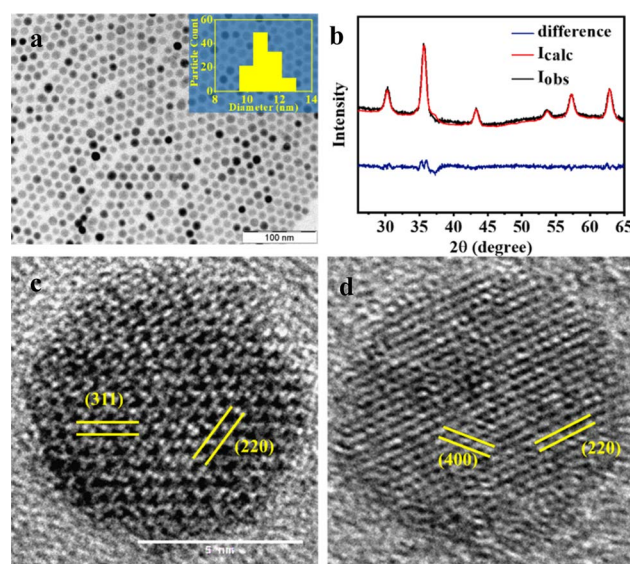 a
Particle Count
60
40
20
0
8 10 12 14
Diameter (nm)
100 nm
b
difference
Icalc
Iobs
Intensity
30 35 40 45 50 55 60 65
2θ (degree)
c
(311)
(220)
5 nm
d
(400)
(220)